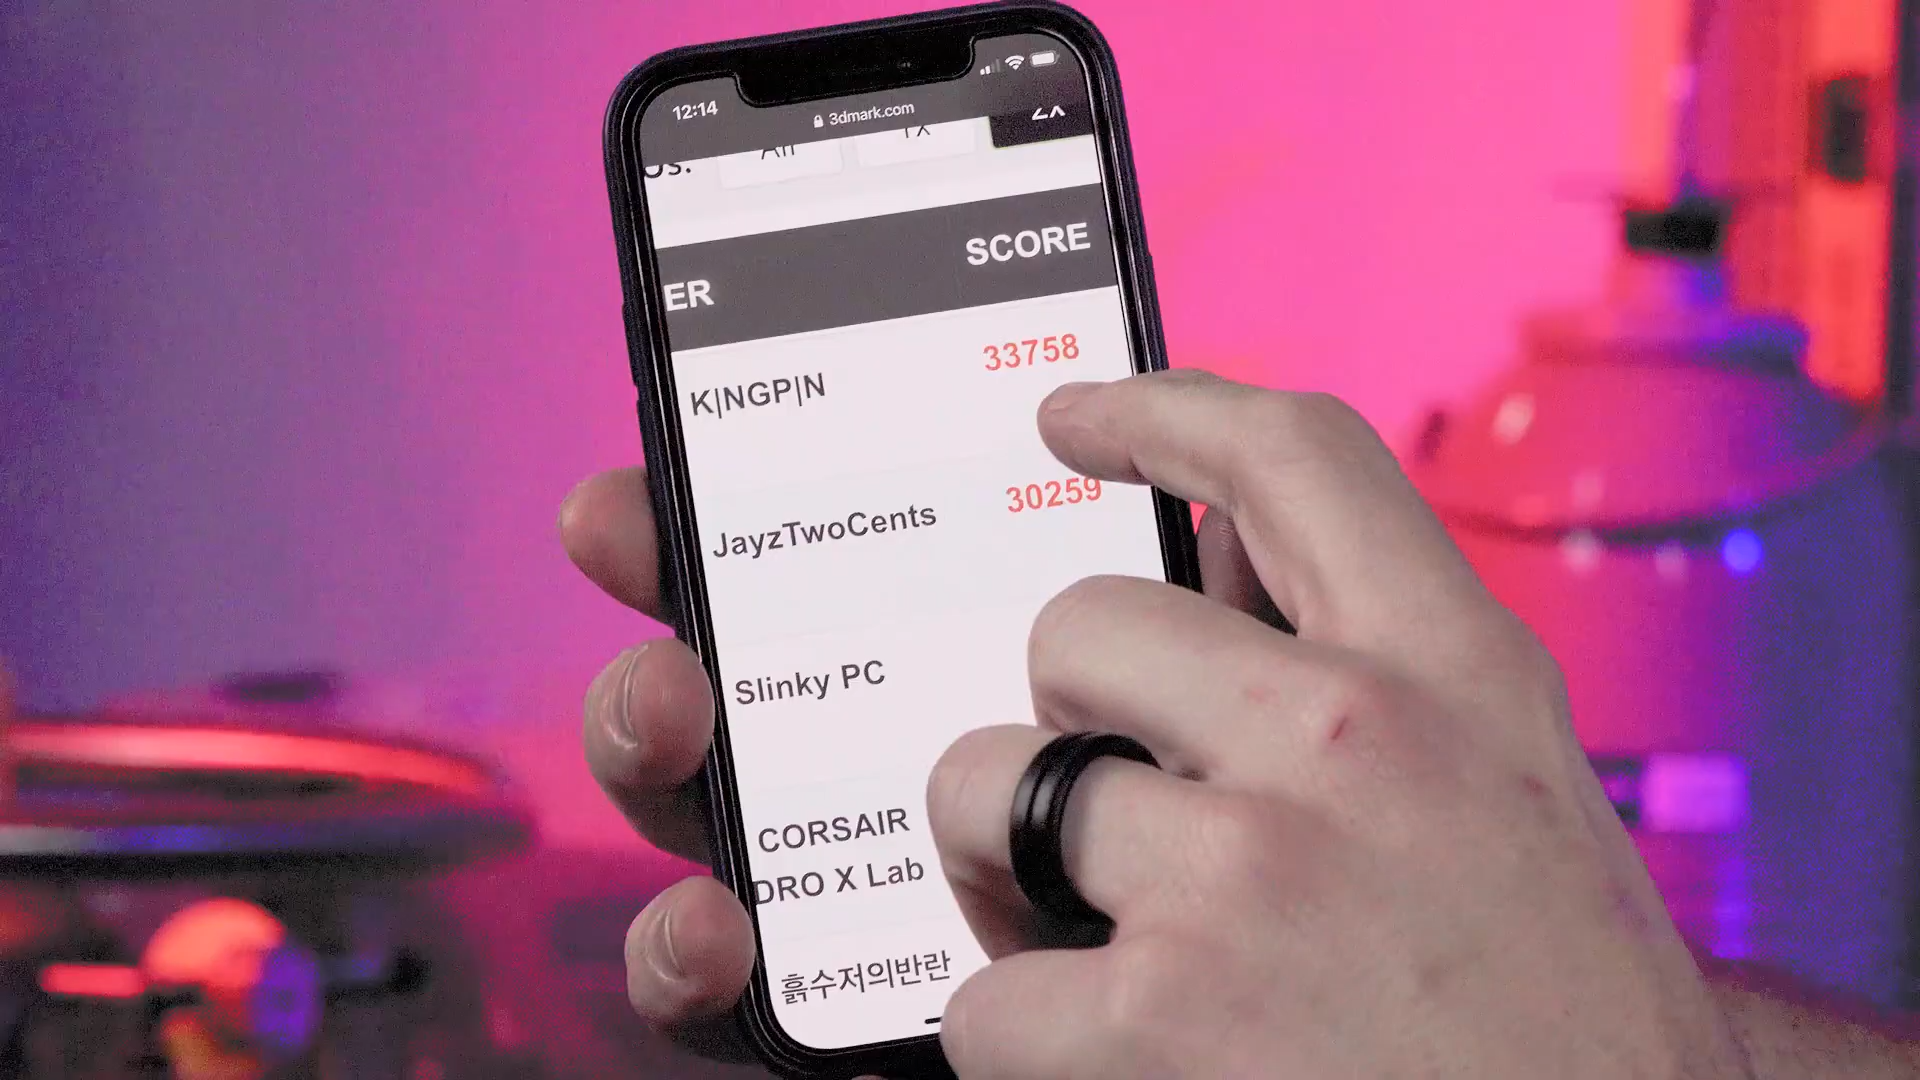 12:14
3dmark.com
SCORE
ER
33758
K|NGP|N
30259
JayzTwoCents
Slinky PC
CORSAIR
DRO X Lab
흙수저의반란